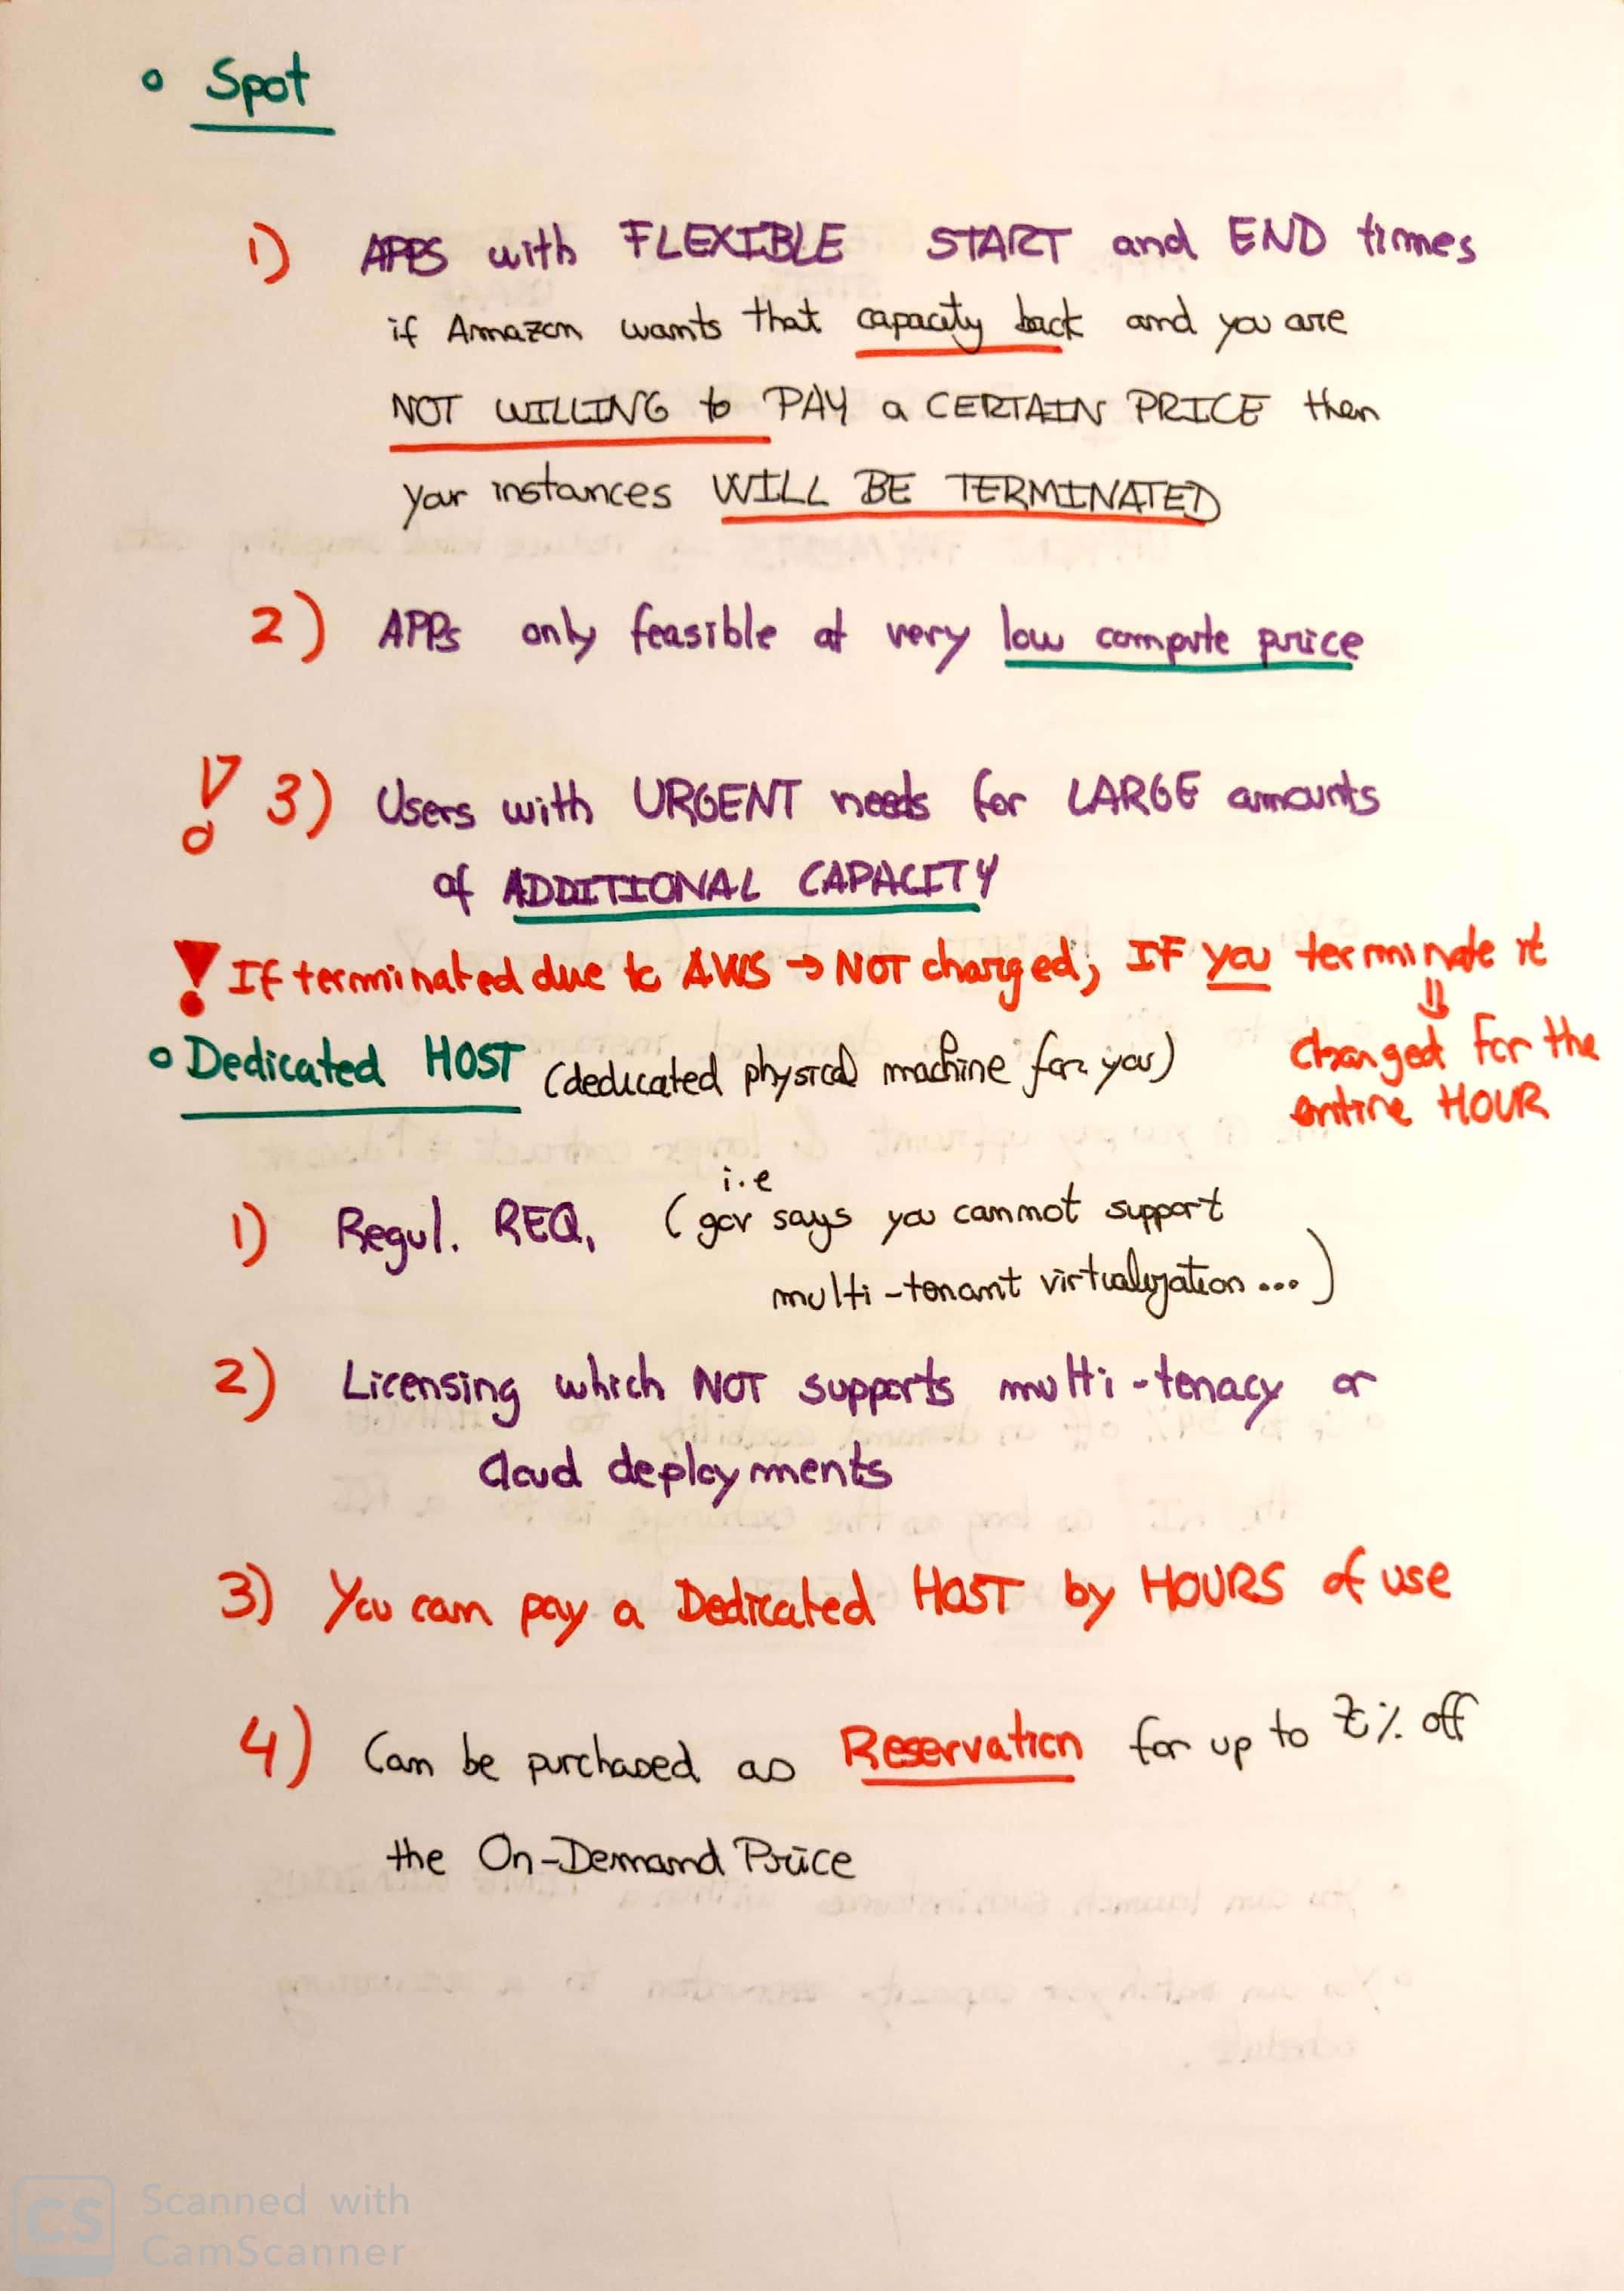 Spot
1) APPS with FLEXIBLE START and END times
if Amazon wants that capacity back and you are
NOT WILLING to PAY a CERTAIN PRICE then
your instances WILL BE TERMINATED
2) APPs only feasible at very low compute price
! 3) Users with URGENT needs for LARGE amounts
of ADDITIONAL CAPACITY
! If terminated due to AWS → NOT charged, IF you terminate it
⇓
charged for the
entire HOUR
Dedicated HOST (dedicated physical machine for you)
1) Regul. REQ. (i.e gov says you cannot support
multi-tenant virtualization ...)
2) Licensing which NOT supports multi-tenacy or
Cloud deployments
3) You can pay a Dedicated HOST by HOURS of use
4) Can be purchased as Reservation for up to % off
the On-Demand Price
CS Scanned with
CamScanner